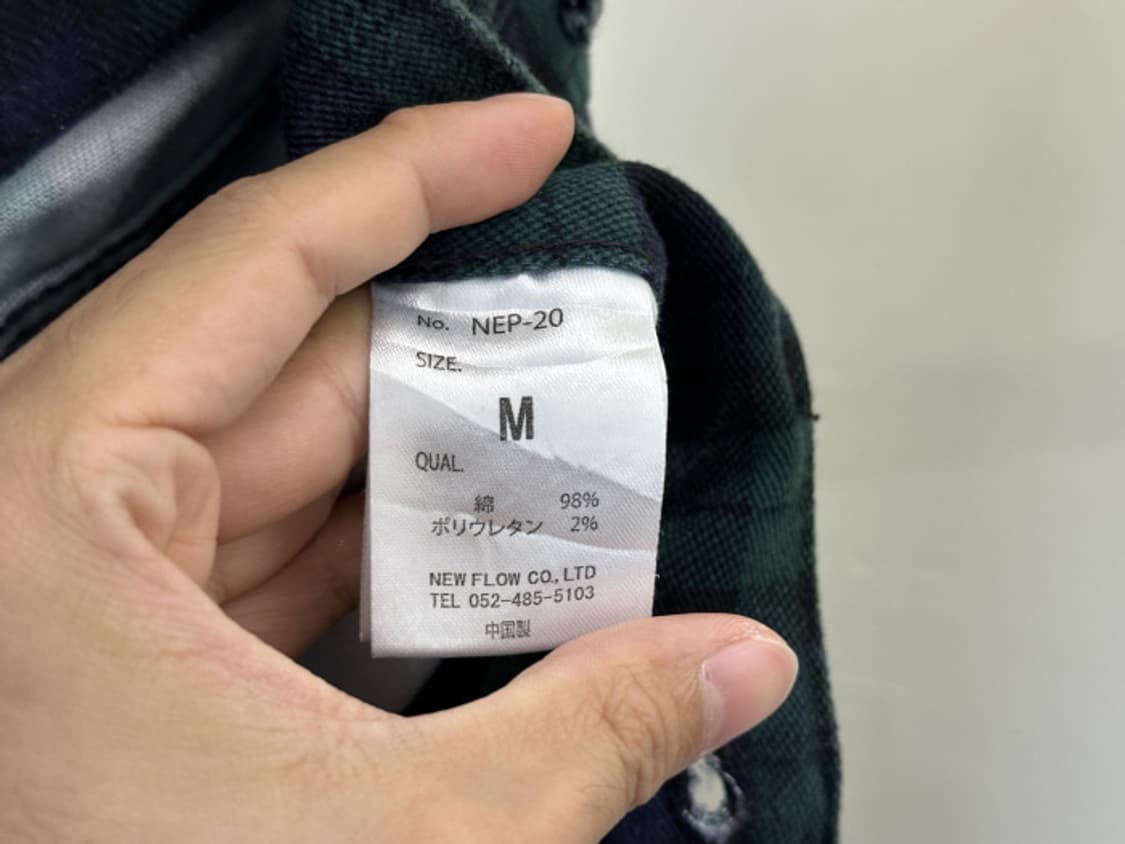 No. NEP-20
SIZE.
M
QUAL.
綿 98%
ポリウレタン 2%
NEW FLOW CO., LTD
TEL 052-485-5103
中国製